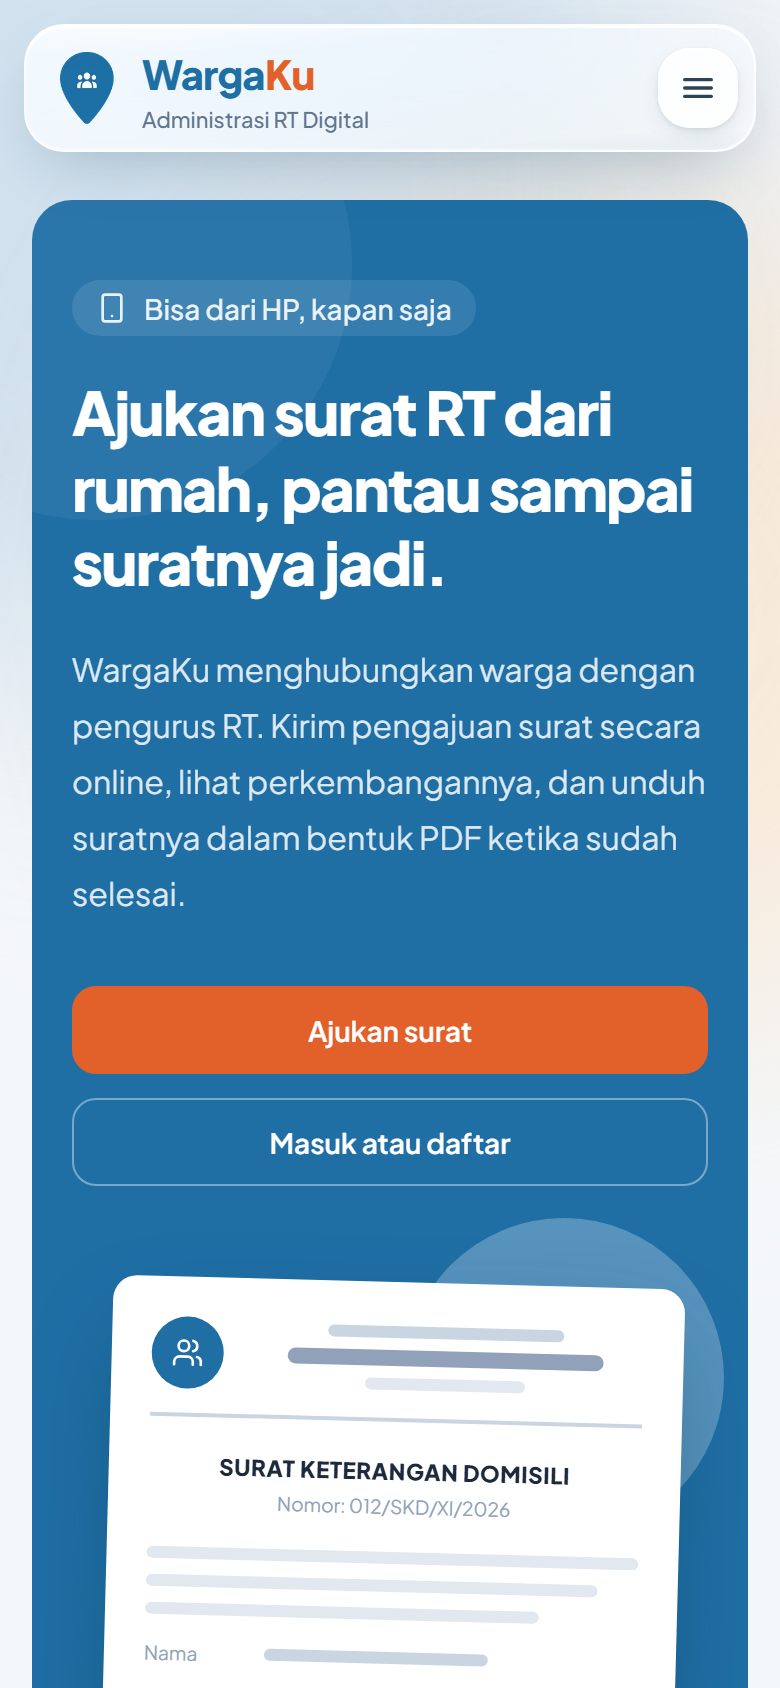 WargaKu
Administrasi RT Digital
Bisa dari HP, kapan saja
Ajukan surat RT dari
rumah, pantau sampai
suratnya jadi.
WargaKu menghubungkan warga dengan
pengurus RT. Kirim pengajuan surat secara
online, lihat perkembangannya, dan unduh
suratnya dalam bentuk PDF ketika sudah
selesai.
Ajukan surat
Masuk atau daftar
SURAT KETERANGAN DOMISILI
Nomor: 012/SKD/XI/2026
Nama